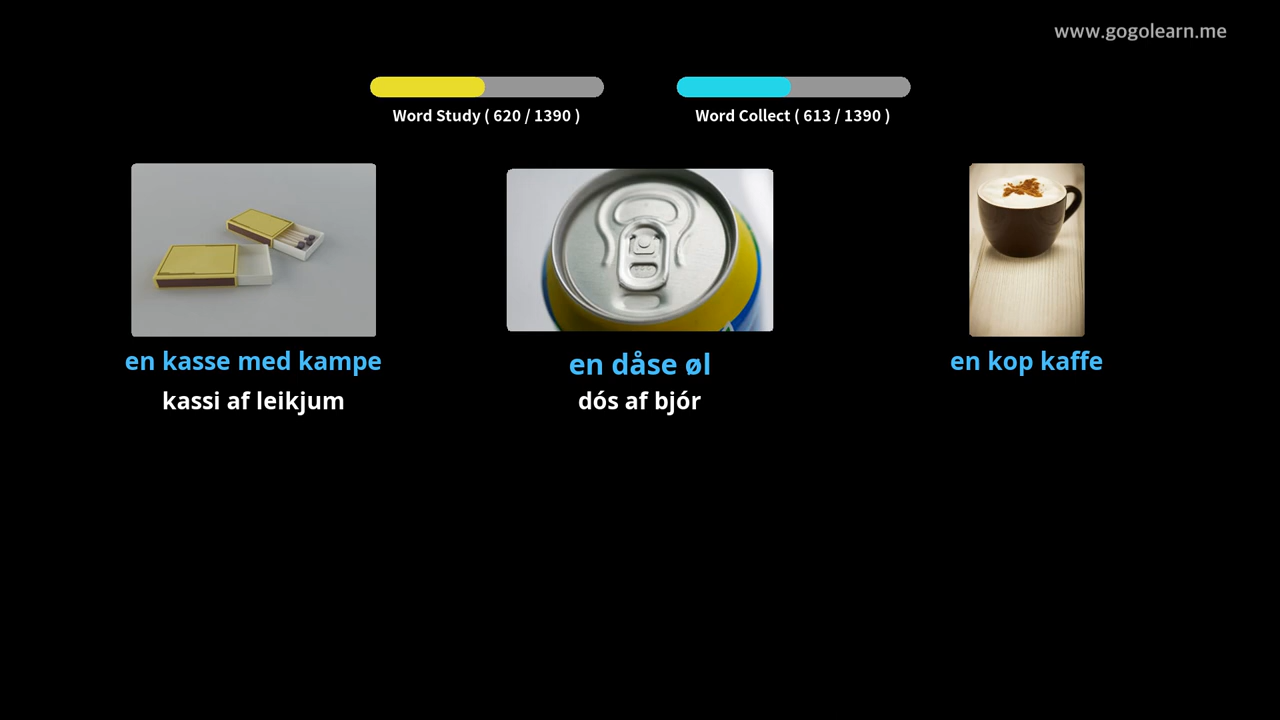 www.gogolearn.me
Word Study ( 620 / 1390 )
Word Collect ( 613 / 1390 )
en kasse med kampe
kassi af leikjum
en dåse øl
dós af bjór
en kop kaffe